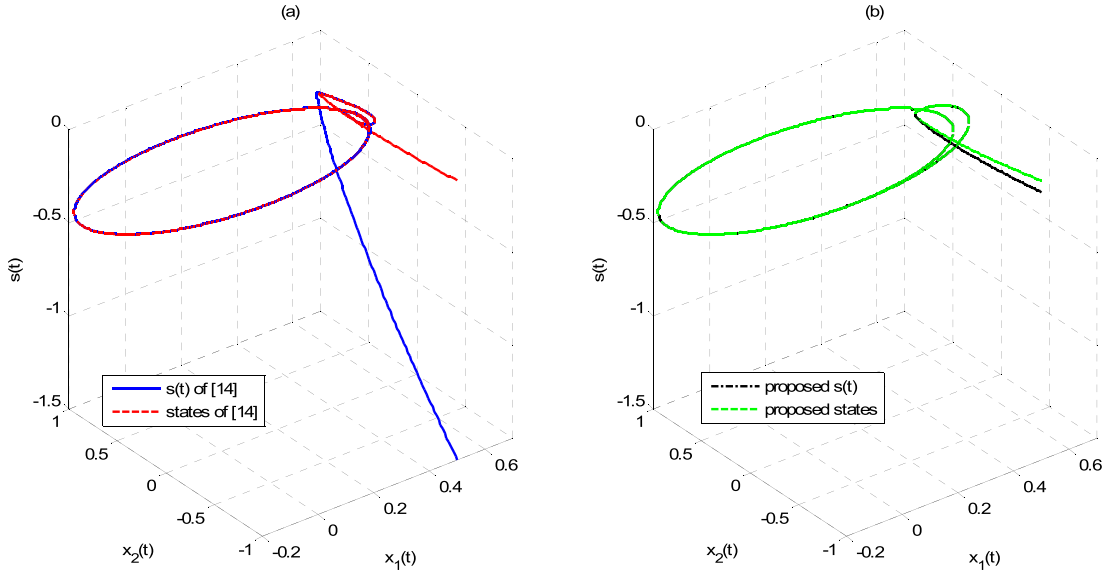 (a)
0
-0.5
-1
-1.5
s(t)
1
0.5
0
-0.5
-1
x2(t)
-0.2
0
0.2
0.4
0.6
x1(t)
s(t) of [14]
states of [14]
(b)
0
-0.5
-1
-1.5
s(t)
1
0.5
0
-0.5
-1
x2(t)
-0.2
0
0.2
0.4
0.6
x1(t)
proposed s(t)
proposed states